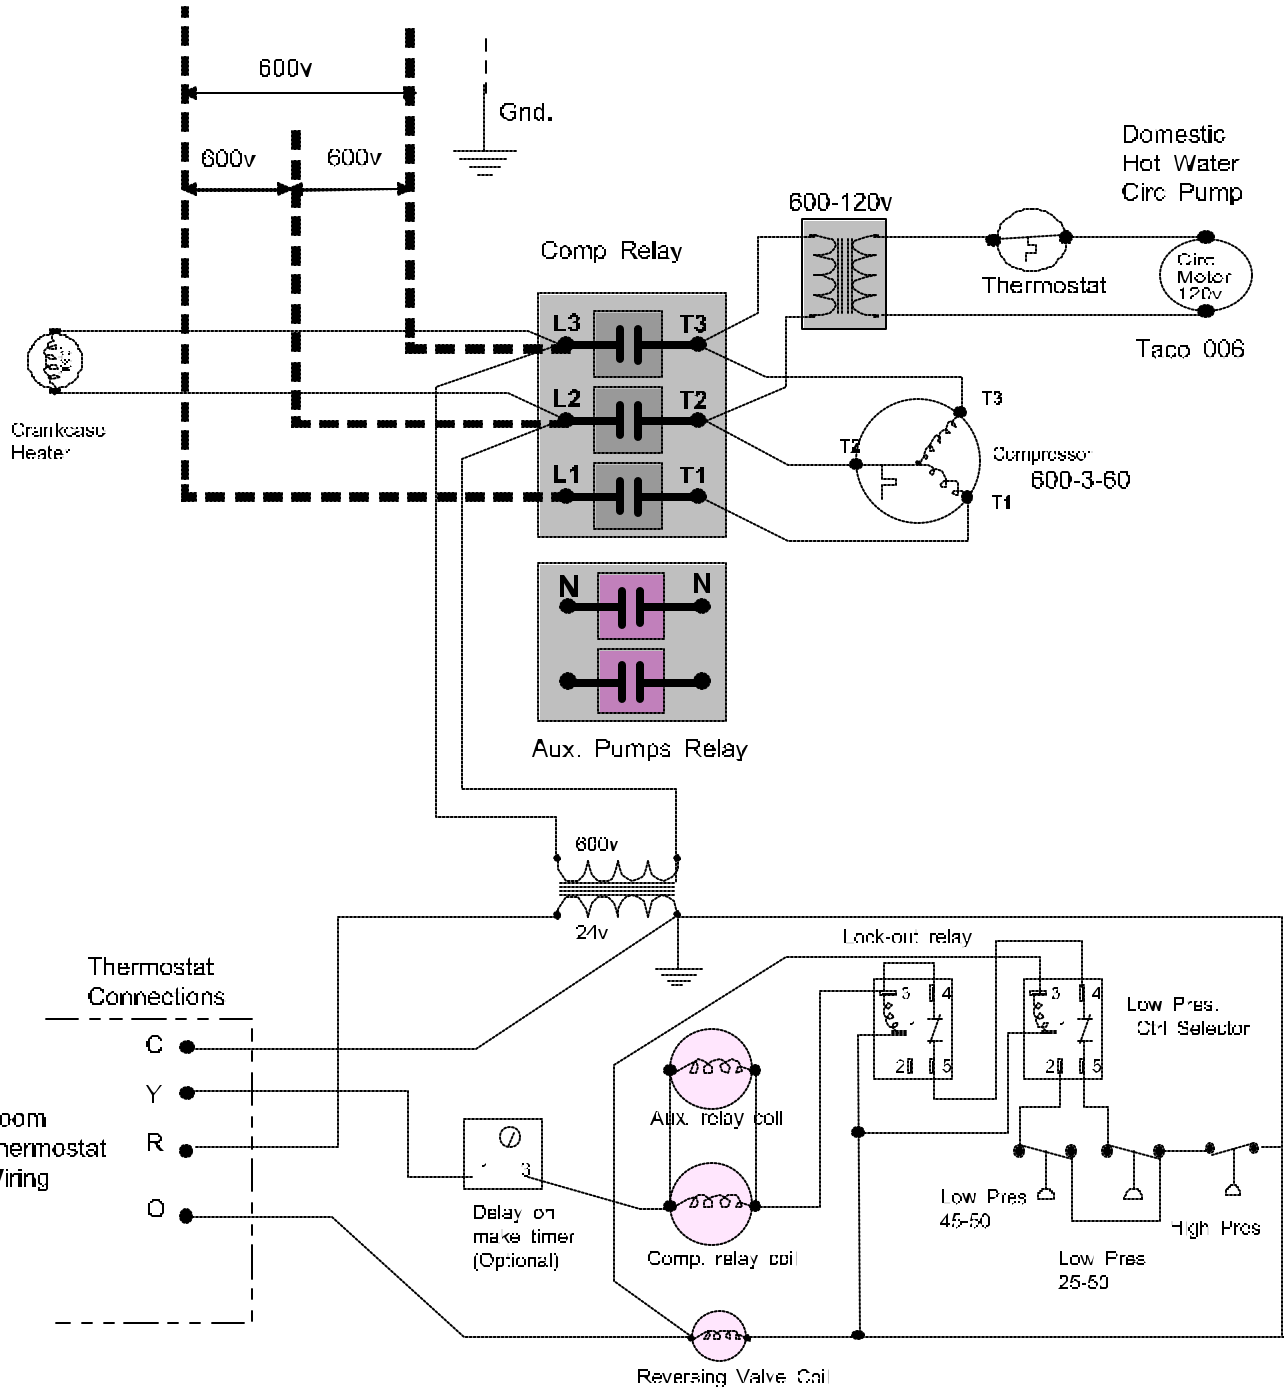 600v
Gnd.
600v 600v
Domestic
Hot Water
Circ Pump
600-120v
Comp Relay
Thermostat
Circ
Motor
120v
Taco 006
L3 T3
L2 T2
L1 T1
Crankcase
Heater
T3
T2
Compressor
600-3-60
T1
N N
Aux. Pumps Relay
600v
24v
Lock-out relay
Thermostat
Connections
3 4
2 5
3 4
2 5
Low Pres.
Ctrl Selector
C
Y
R
O
oom
hermostat
iring
Aux. relay coil
3
Delay on
make timer
(Optional)
Comp. relay coil
Low Pres
45-50
High Pres
Low Pres
25-50
Reversing Valve Coil